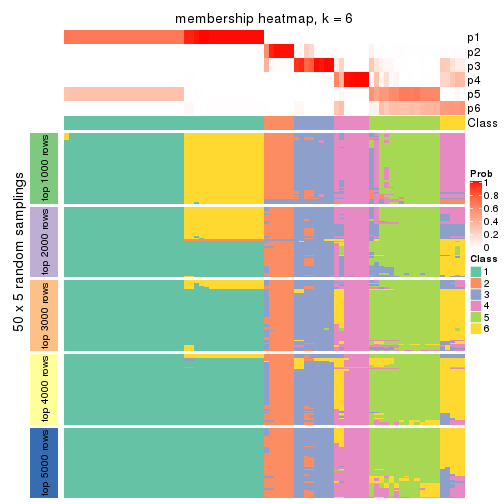 membership heatmap, k = 6
p1
p2
p3
p4
p5
p6
Class
50 x 5 random samplings
top 1000 rows
top 2000 rows
top 3000 rows
top 4000 rows
top 5000 rows
Prob
1
0.8
0.6
0.4
0.2
0
Class
1
2
3
4
5
6